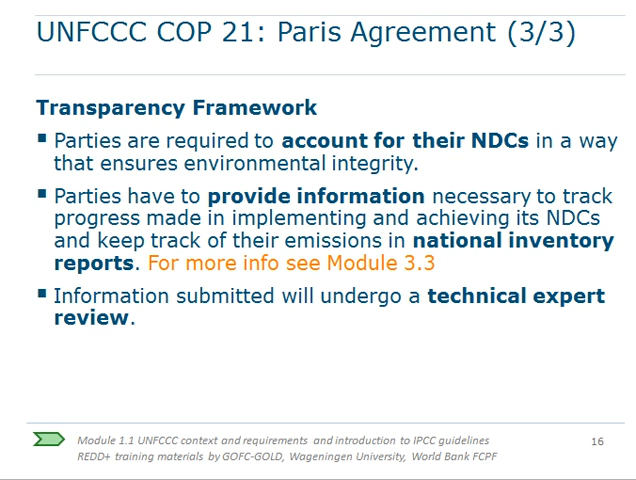 UNFCCC COP 21: Paris Agreement (3/3)
Transparency Framework
Parties are required to account for their NDCs in a way
that ensures environmental integrity.
Parties have to provide information necessary to track
progress made in implementing and achieving its NDCs
and keep track of their emissions in national inventory
reports. For more info see Module 3.3
Information submitted will undergo a technical expert
review.
Module 1.1 UNFCCC context and requirements and introduction to IPCC guidelines
REDD+ training materials by GOFC-GOLD, Wageningen University, World Bank FCPF
16